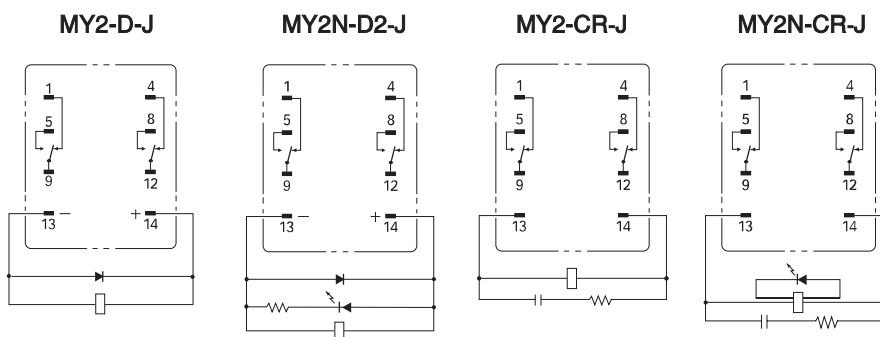 MY2-D-J MY2N-D2-J MY2-CR-J MY2N-CR-J
1 4 1 4 1 4 1 4
5 8 5 8 5 8 5 8
9 12 9 12 9 12 9 12
− + − +
13 14 13 14 13 14 13 14